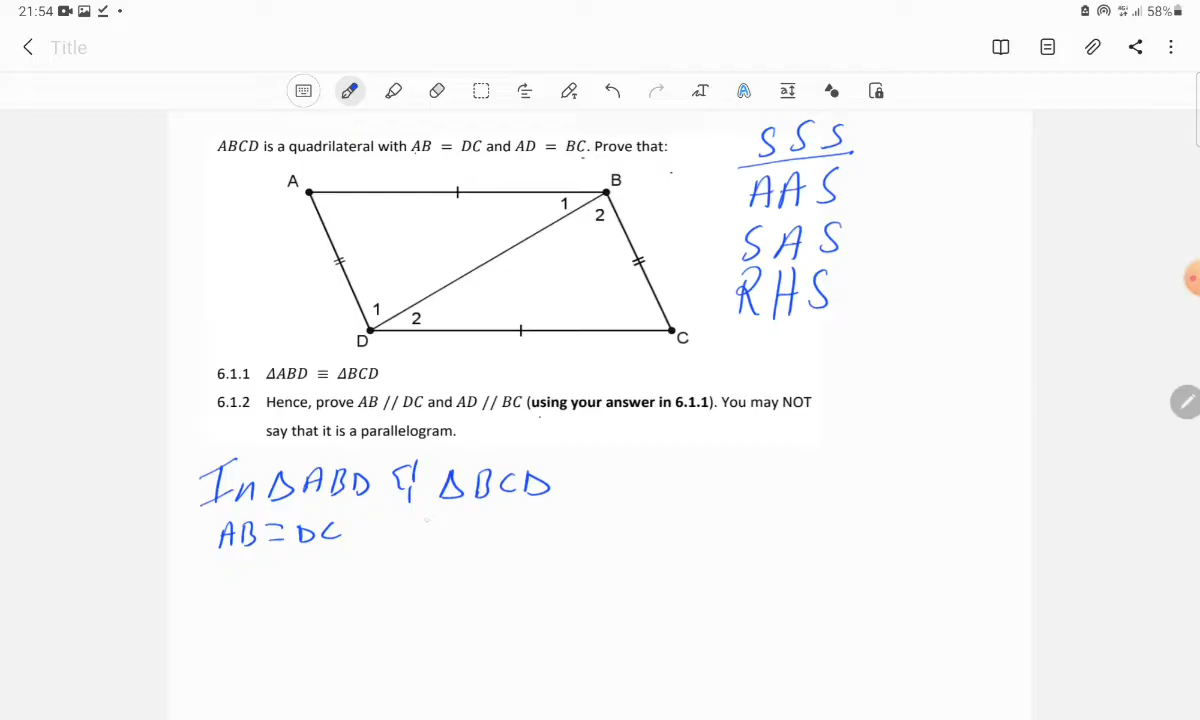 21:54
58%
Title
ABCD is a quadrilateral with AB = DC and AD = BC. Prove that:
A
B
1
2
1
2
D
C
6.1.1 ΔABD ≡ ΔBCD
6.1.2 Hence, prove AB // DC and AD // BC (using your answer in 6.1.1). You may NOT
say that it is a parallelogram.
SSS
AAS
SAS
RHS
In ΔABD & ΔBCD
AB = DC